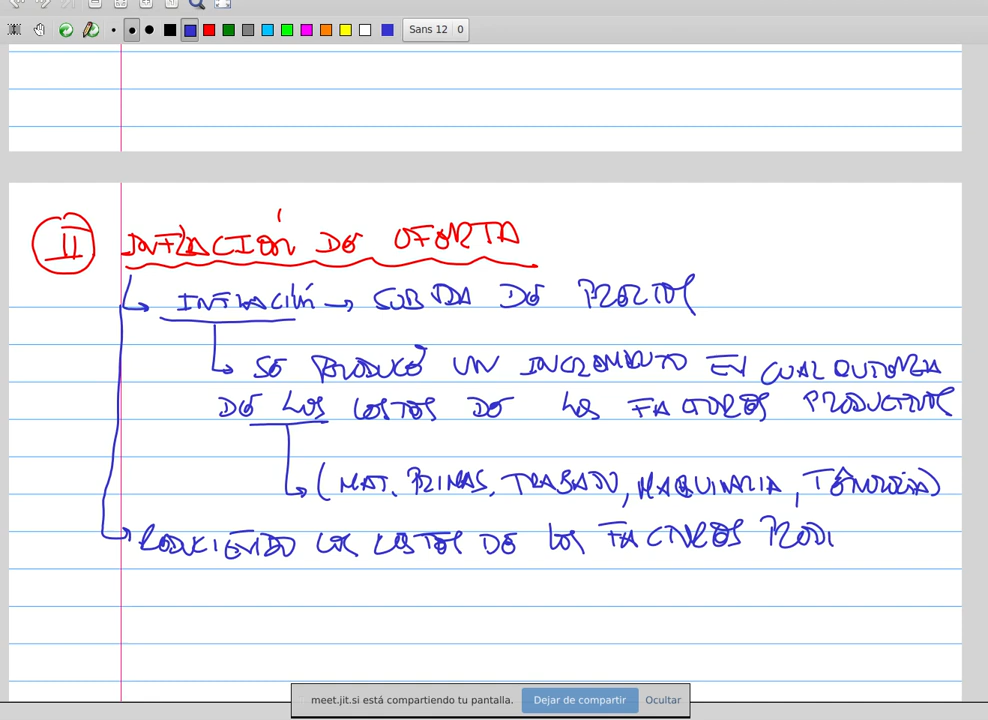 Sans 12 0
II INFLACIÓN DE OFERTA
INFLACIÓN → SUBIDA DE PRECIOS
SE PRODUCE UN INCREMENTO EN CUALQUIERA
DE LOS COSTOS DE LOS FACTORES PRODUCTIVOS
(MAT. PRIMAS, TRABAJO, MAQUINARIA, TECNOLOGÍA)
REDUCIENDO LOS COSTOS DE LOS FACTORES PRODU
meet.jit.si está compartiendo tu pantalla. Dejar de compartir Ocultar